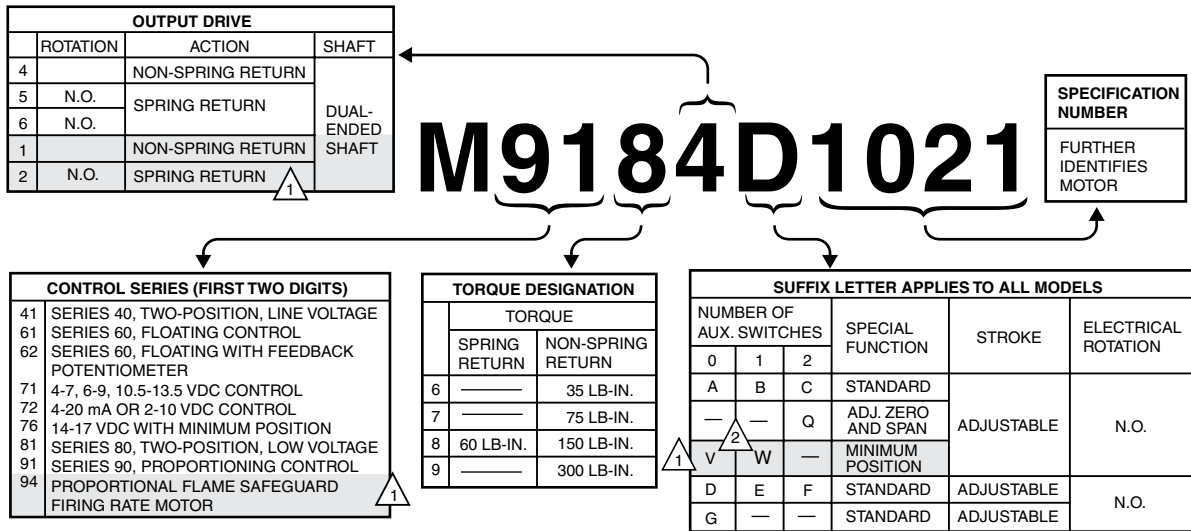 OUTPUT DRIVE
ROTATION ACTION SHAFT
4 NON-SPRING RETURN
5 N.O. SPRING RETURN
6 N.O.
DUAL-ENDED SHAFT
1 NON-SPRING RETURN
2 N.O. SPRING RETURN 1
M9184D1021
SPECIFICATION NUMBER
FURTHER IDENTIFIES MOTOR
CONTROL SERIES (FIRST TWO DIGITS)
41 SERIES 40, TWO-POSITION, LINE VOLTAGE
61 SERIES 60, FLOATING CONTROL
62 SERIES 60, FLOATING WITH FEEDBACK
POTENTIOMETER
71 4-7, 6-9, 10.5-13.5 VDC CONTROL
72 4-20 mA OR 2-10 VDC CONTROL
76 14-17 VDC WITH MINIMUM POSITION
81 SERIES 80, TWO-POSITION, LOW VOLTAGE
91 SERIES 90, PROPORTIONING CONTROL
94 PROPORTIONAL FLAME SAFEGUARD
FIRING RATE MOTOR 1
TORQUE DESIGNATION
TORQUE
SPRING RETURN NON-SPRING RETURN
6 —— 35 LB-IN.
7 —— 75 LB-IN.
8 60 LB-IN. 150 LB-IN.
9 —— 300 LB-IN.
SUFFIX LETTER APPLIES TO ALL MODELS
NUMBER OF AUX. SWITCHES SPECIAL FUNCTION STROKE ELECTRICAL ROTATION
0 1 2
A B C STANDARD ADJUSTABLE N.O.
— — Q ADJ. ZERO AND SPAN
1 V 2 W — MINIMUM POSITION
D E F STANDARD ADJUSTABLE N.O.
G — — STANDARD ADJUSTABLE